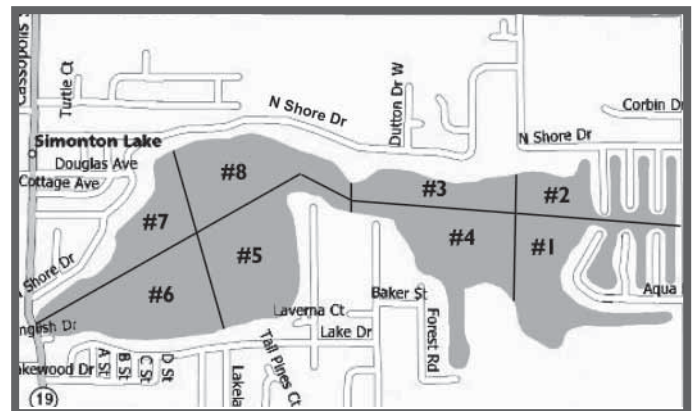 Cassopolis
Turtle Ct
N Shore Dr
Dutton Dr W
Corbin Dr
N Shore Dr
Simonton Lake
Douglas Ave
Cottage Ave
#8
#3
#2
#7
#4
#1
#5
#6
Shore Dr
Aqua
Baker St
Laverna Ct
Lake Dr
Forest Rd
nglish Dr
akewood Dr
A St
B St
C St
D St
Tall Pines Ct
Lakela
19